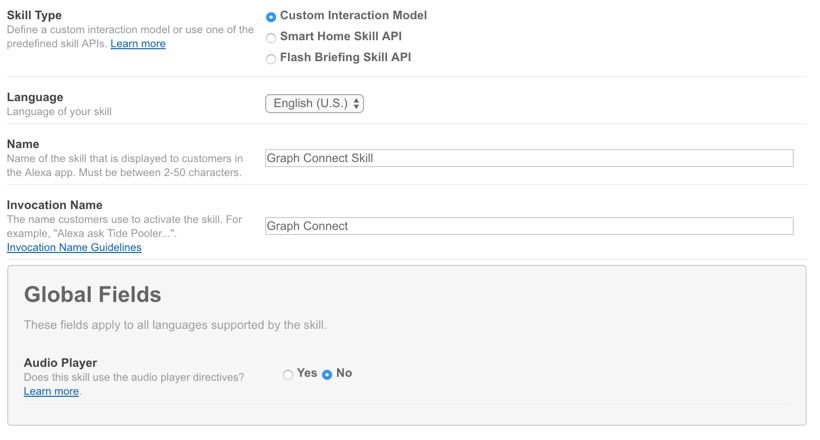 Skill Type
Define a custom interaction model or use one of the
predefined skill APIs. Learn more
Custom Interaction Model
Smart Home Skill API
Flash Briefing Skill API
Language
Language of your skill
English (U.S.)
Name
Name of the skill that is displayed to customers in
the Alexa app. Must be between 2-50 characters.
Graph Connect Skill
Invocation Name
The name customers use to activate the skill. For
example, "Alexa ask Tide Pooler...".
Invocation Name Guidelines
Graph Connect
Global Fields
These fields apply to all languages supported by the skill.
Audio Player
Does this skill use the audio player directives?
Learn more.
Yes No